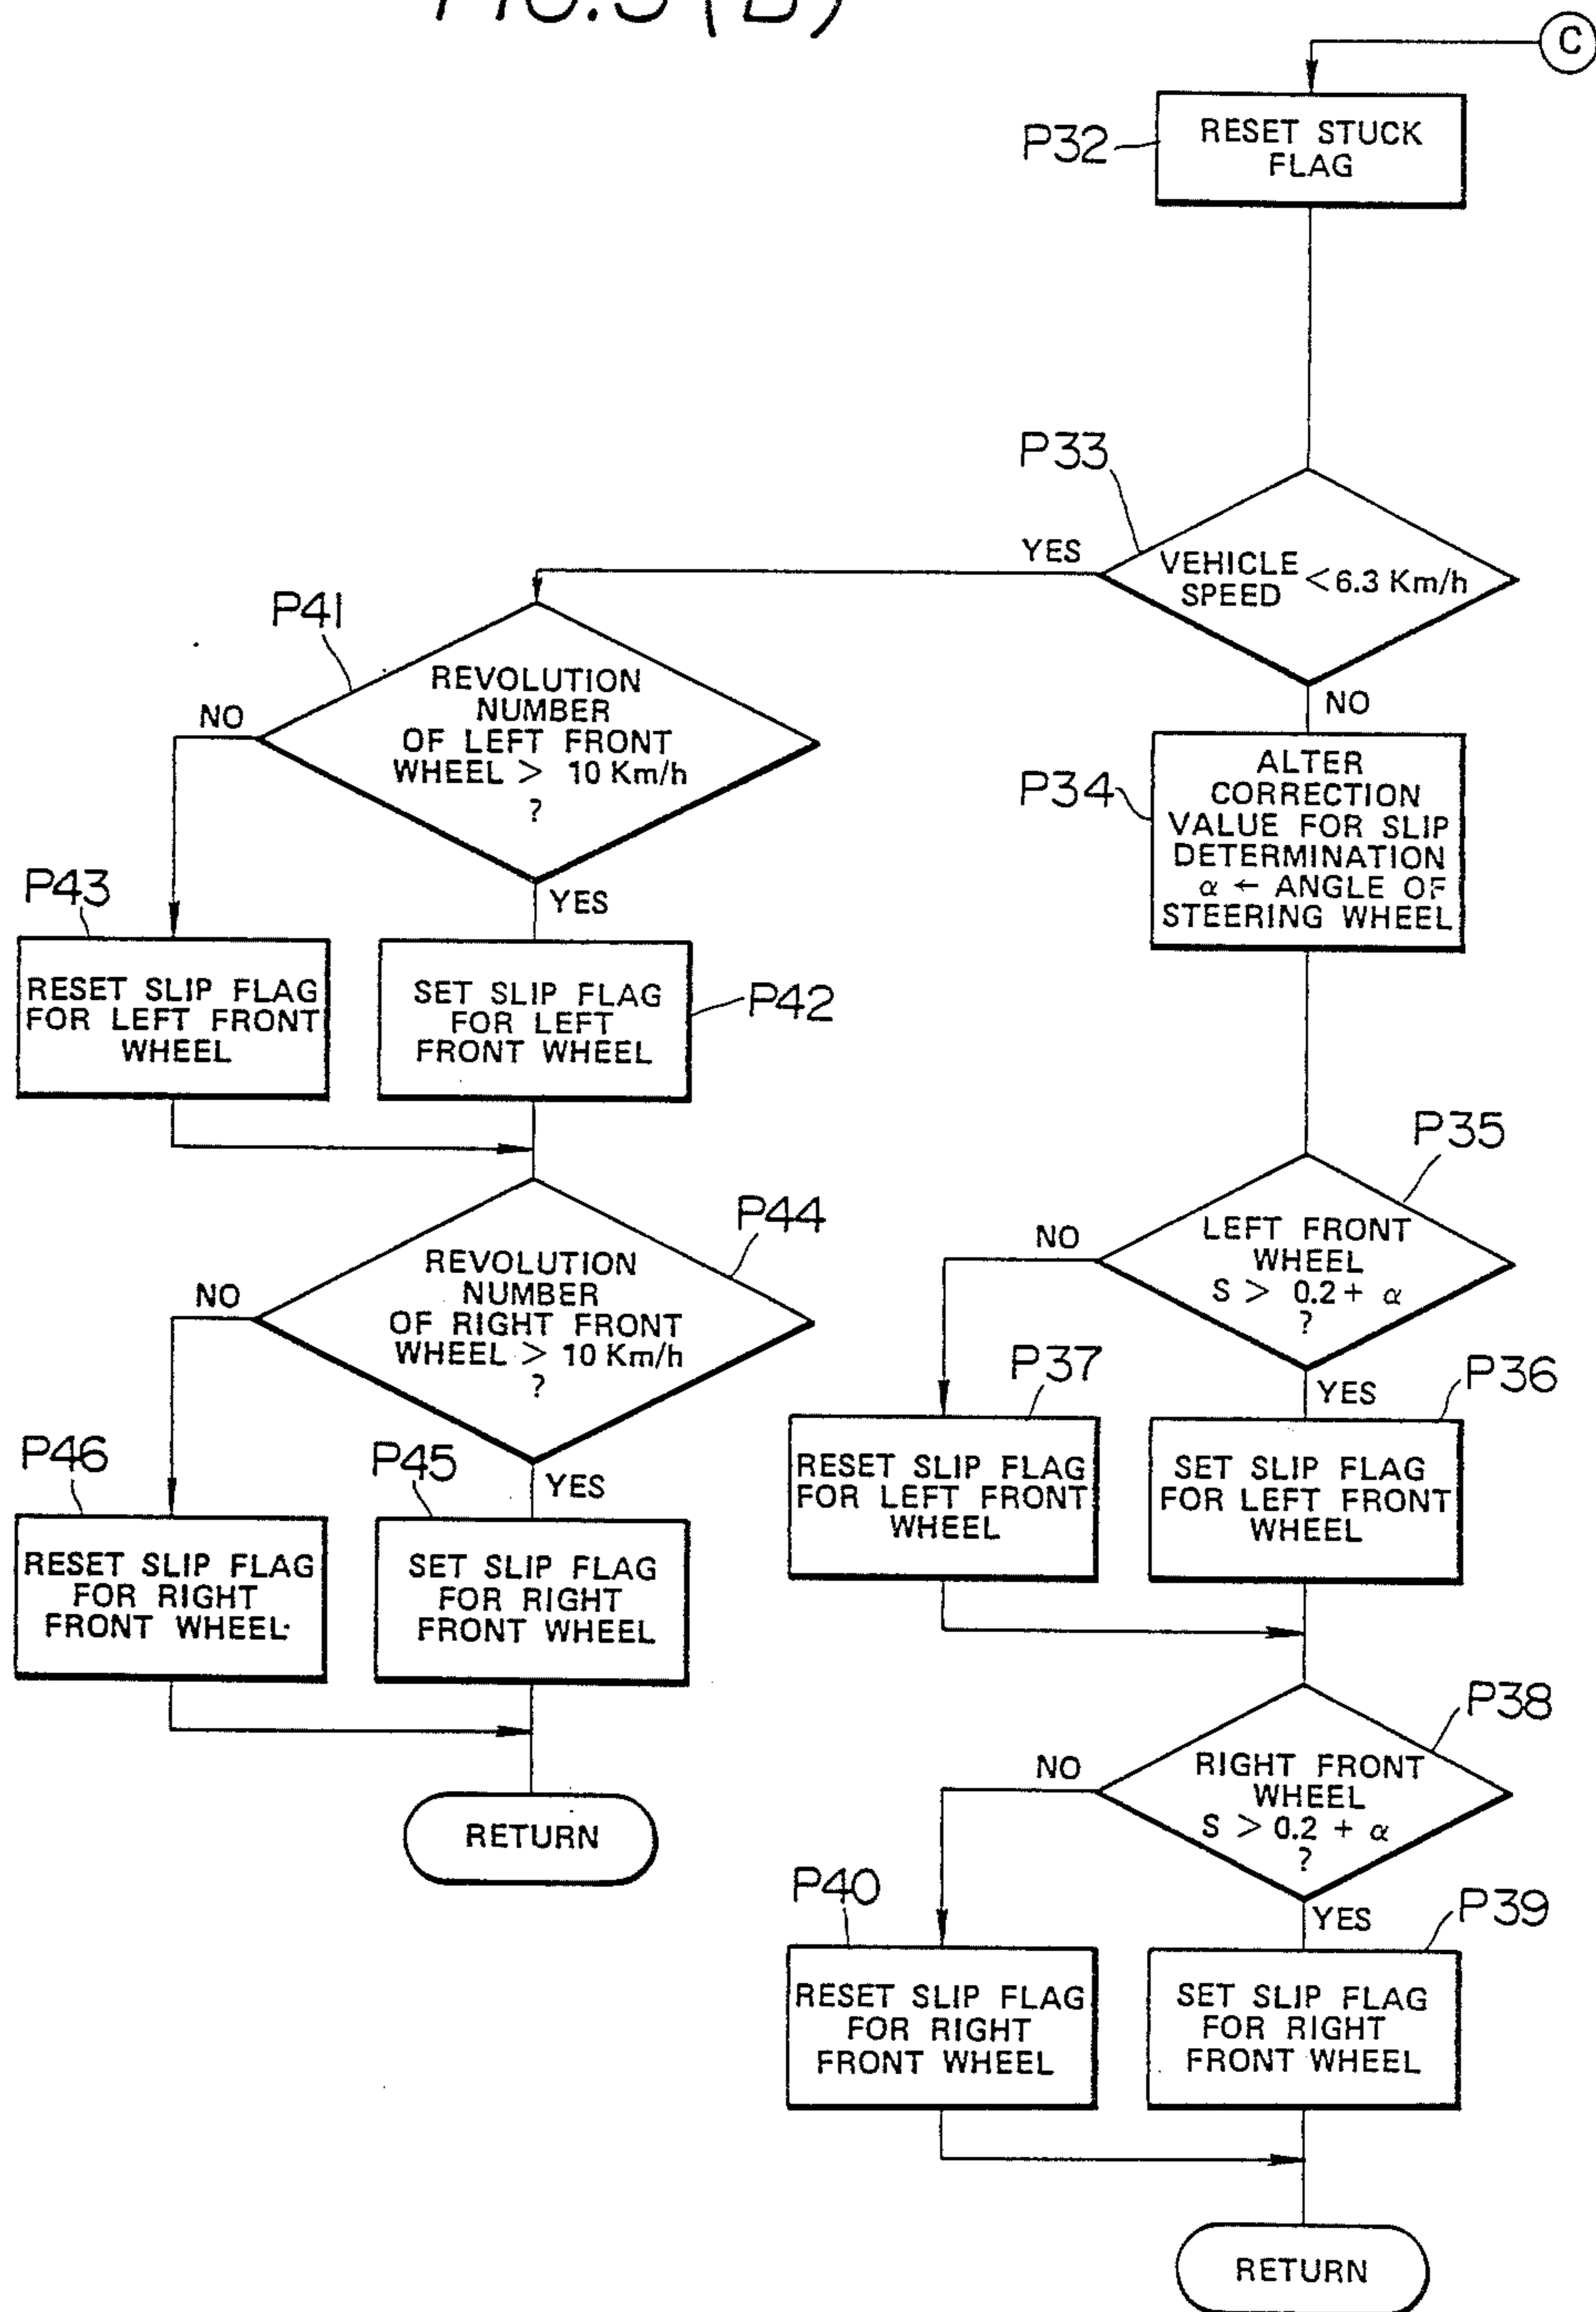 FIG.5 (B)
C
P32
RESET STUCK
FLAG
P33
YES
VEHICLE
SPEED < 6.3 Km/h
NO
P34
ALTER
CORRECTION
VALUE FOR SLIP
DETERMINATION
α ← ANGLE OF
STEERING WHEEL
P41
REVOLUTION
NUMBER
OF LEFT FRONT
WHEEL > 10 Km/h
?
NO
YES
P43
RESET SLIP FLAG
FOR LEFT FRONT
WHEEL
SET SLIP FLAG
FOR LEFT
FRONT WHEEL
P42
P44
REVOLUTION
NUMBER
OF RIGHT FRONT
WHEEL > 10 Km/h
?
NO
YES
P46
RESET SLIP FLAG
FOR RIGHT
FRONT WHEEL
P45
SET SLIP FLAG
FOR RIGHT
FRONT WHEEL
RETURN
P35
LEFT FRONT
WHEEL
S > 0.2 + α
?
NO
YES
P37
RESET SLIP FLAG
FOR LEFT FRONT
WHEEL
P36
SET SLIP FLAG
FOR LEFT FRONT
WHEEL
P38
RIGHT FRONT
WHEEL
S > 0.2 + α
?
NO
YES
P40
RESET SLIP FLAG
FOR RIGHT
FRONT WHEEL
P39
SET SLIP FLAG
FOR RIGHT
FRONT WHEEL
RETURN